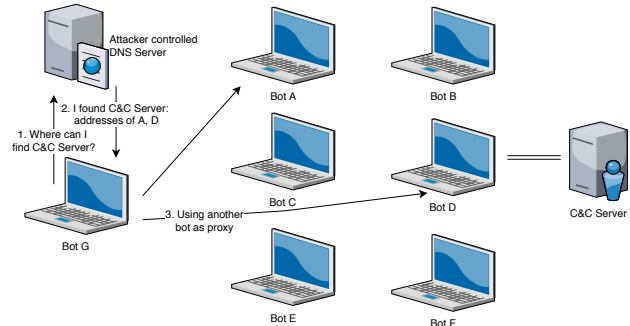 Attacker controlled
DNS Server
2. I found C&C Server:
addresses of A, D
1. Where can I
find C&C Server?
Bot A
Bot B
Bot C
Bot D
3. Using another
bot as proxy
Bot G
C&C Server
Bot E
Bot F